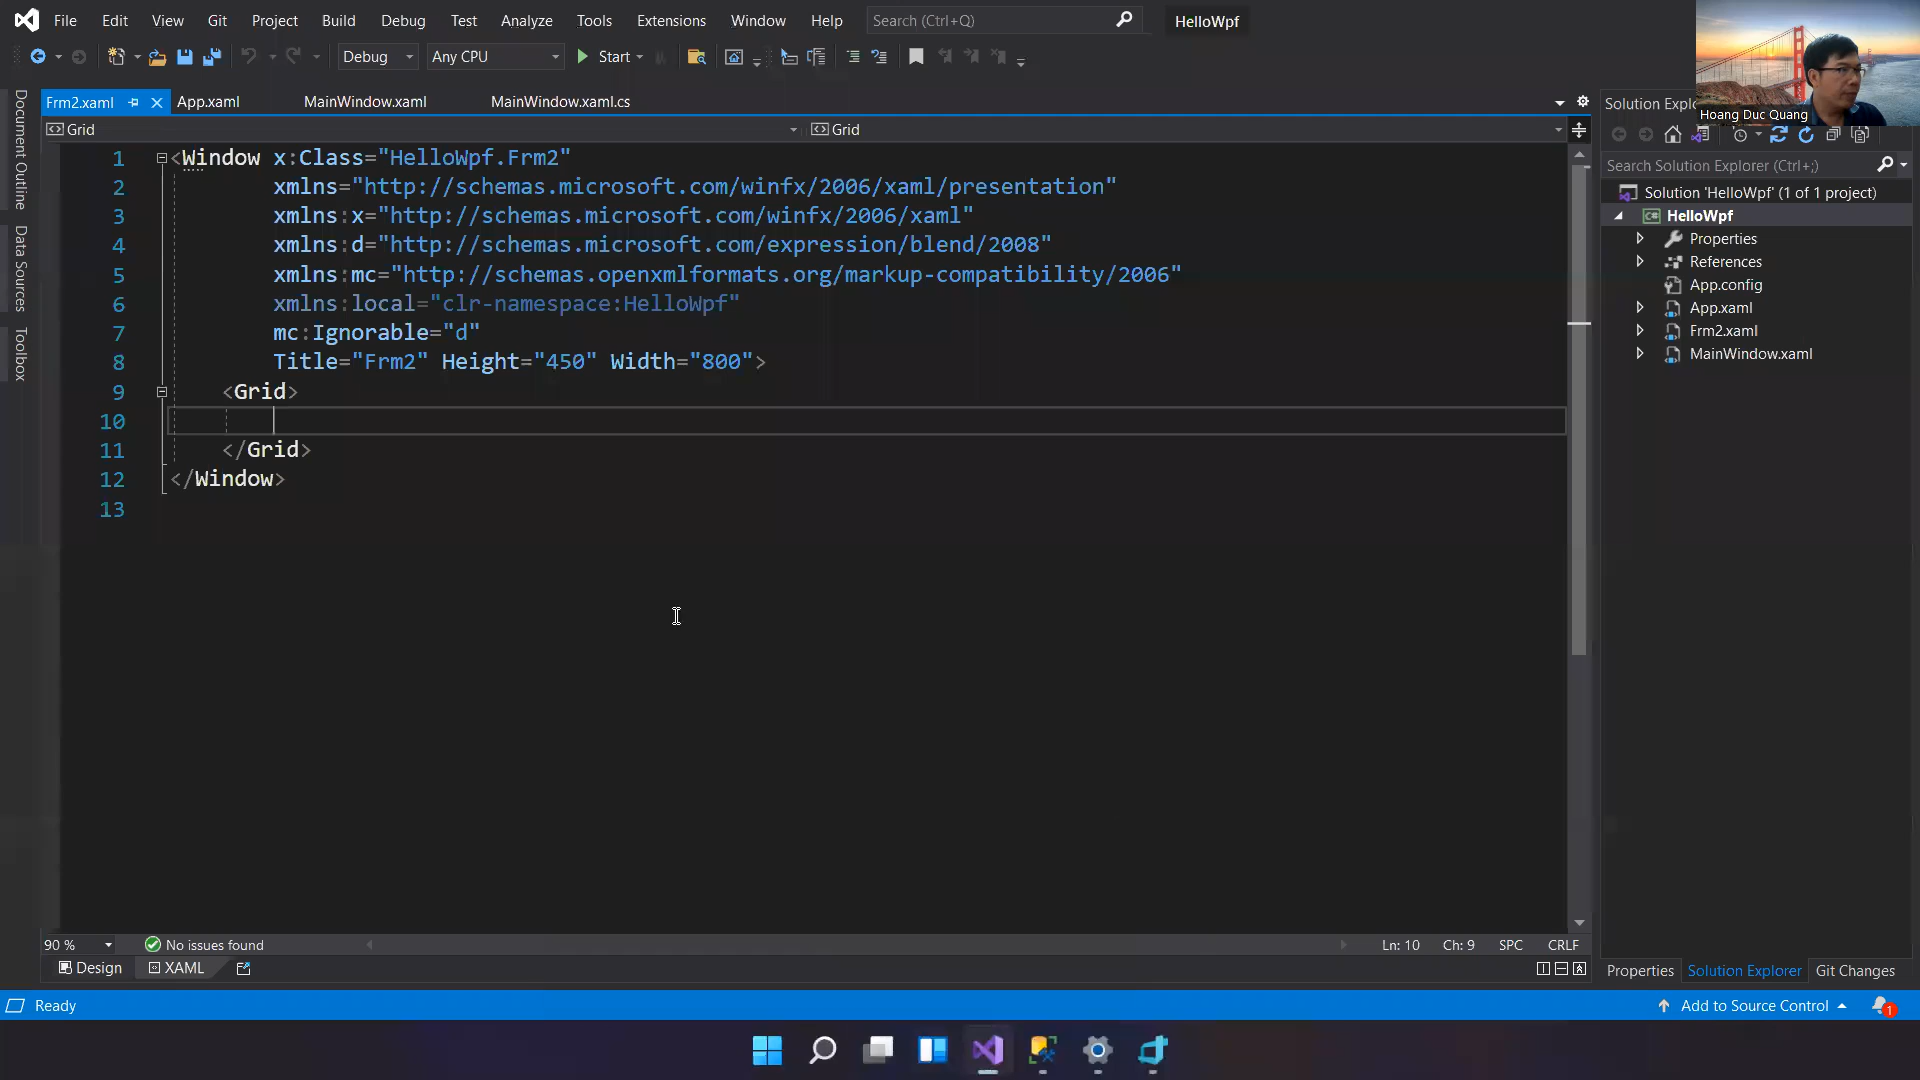 File Edit View Git Project Build Debug Test Analyze Tools Extensions Window Help Search (Ctrl+Q) HelloWpf
Debug Any CPU Start
Hoang Duc Quang
Frm2.xaml App.xaml MainWindow.xaml MainWindow.xaml.cs
Grid Grid
Document Outline
Data Sources
Toolbox
1 <Window x:Class="HelloWpf.Frm2"
2 xmlns="http://schemas.microsoft.com/winfx/2006/xaml/presentation"
3 xmlns:x="http://schemas.microsoft.com/winfx/2006/xaml"
4 xmlns:d="http://schemas.microsoft.com/expression/blend/2008"
5 xmlns:mc="http://schemas.openxmlformats.org/markup-compatibility/2006"
6 xmlns:local="clr-namespace:HelloWpf"
7 mc:Ignorable="d"
8 Title="Frm2" Height="450" Width="800">
9 <Grid>
10
11 </Grid>
12 </Window>
13
90 % No issues found Ln: 10 Ch: 9 SPC CRLF
Design XAML
Solution Explo
Search Solution Explorer (Ctrl+;)
Solution 'HelloWpf' (1 of 1 project)
C# HelloWpf
Properties
References
App.config
App.xaml
Frm2.xaml
MainWindow.xaml
Properties Solution Explorer Git Changes
Ready Add to Source Control 1